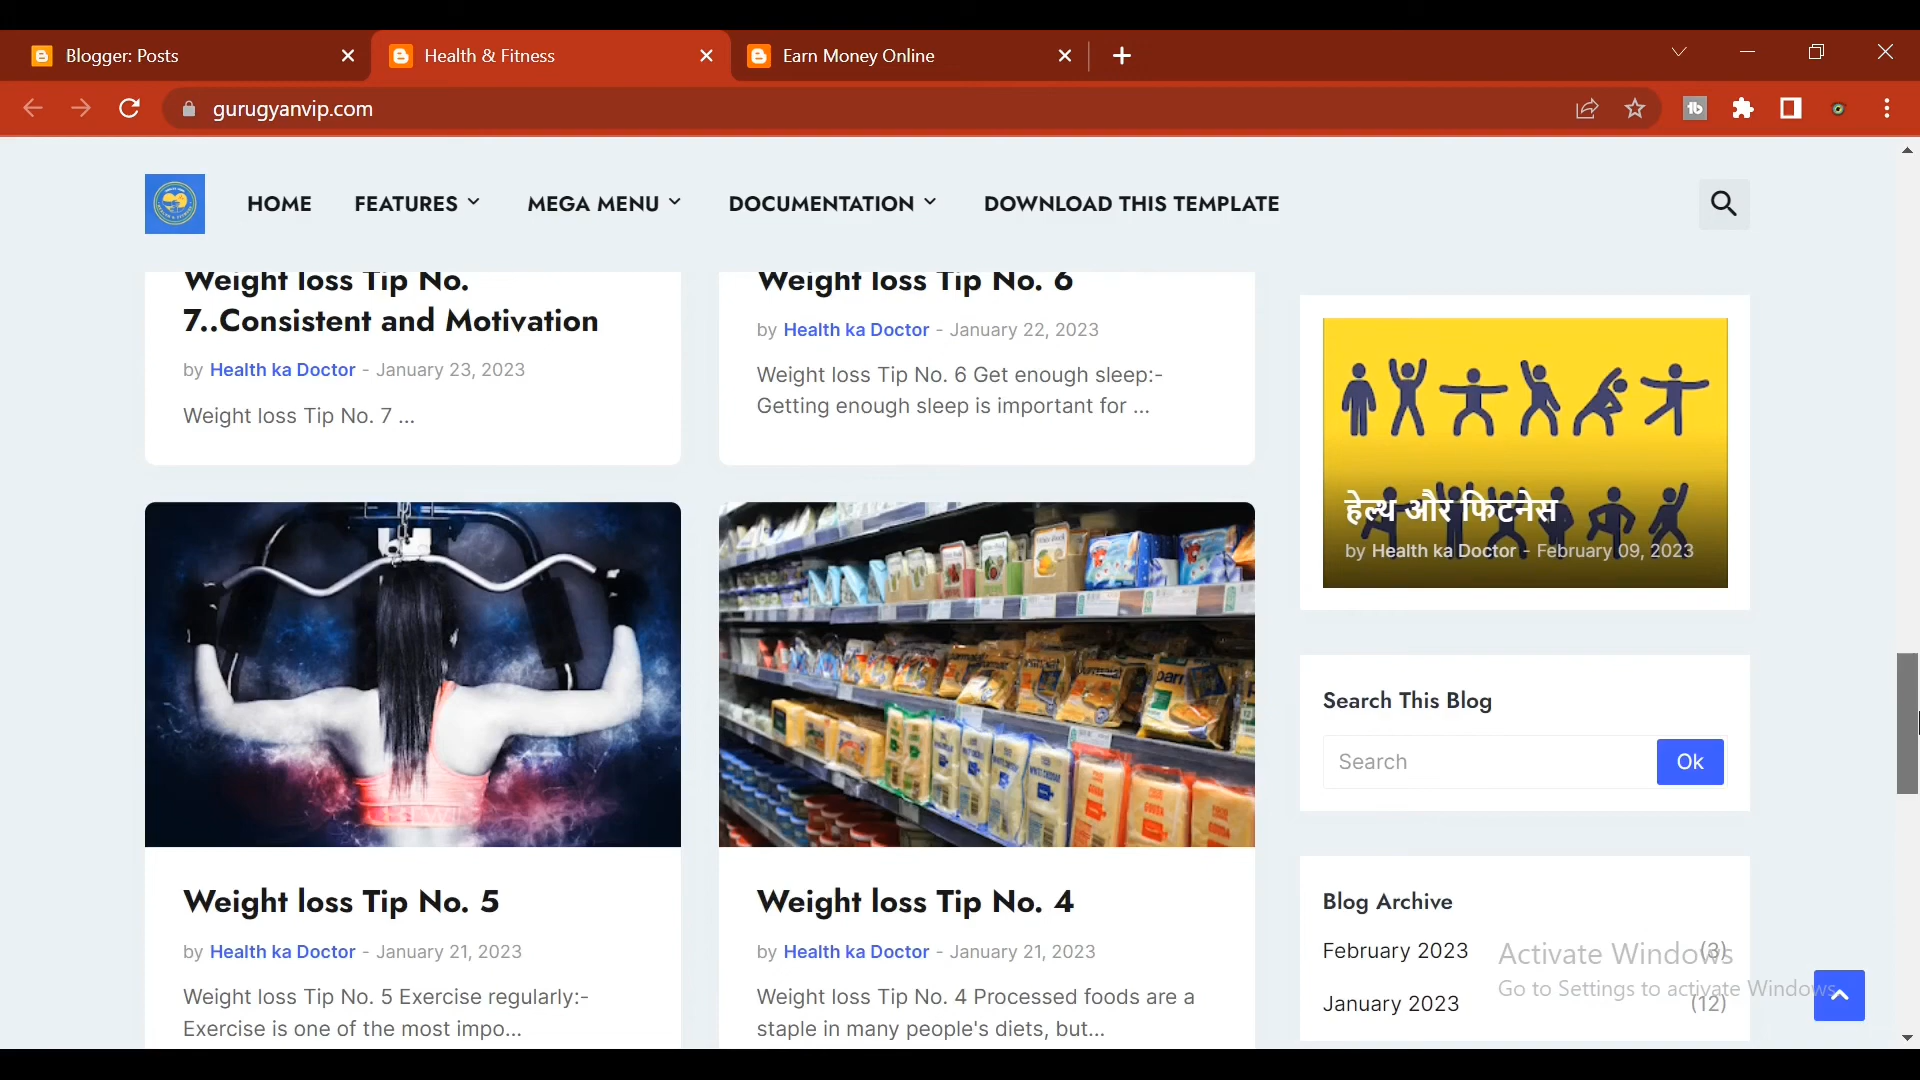 Blogger: Posts
Health & Fitness
Earn Money Online
gurugyanvip.com
HOME
FEATURES
MEGA MENU
DOCUMENTATION
DOWNLOAD THIS TEMPLATE
Weight loss Tip No.
7..Consistent and Motivation
by Health ka Doctor - January 23, 2023
Weight loss Tip No. 7 ...
Weight loss Tip No. 6
by Health ka Doctor - January 22, 2023
Weight loss Tip No. 6 Get enough sleep:-
Getting enough sleep is important for ...
हेल्थ और फिटनेस
by Health ka Doctor - February 09, 2023
Search This Blog
Search
Ok
Weight loss Tip No. 5
by Health ka Doctor - January 21, 2023
Weight loss Tip No. 5 Exercise regularly:-
Exercise is one of the most impo...
Weight loss Tip No. 4
by Health ka Doctor - January 21, 2023
Weight loss Tip No. 4 Processed foods are a
staple in many people's diets, but...
Blog Archive
February 2023 (3)
January 2023 (12)
Activate Windows
Go to Settings to activate Windows.